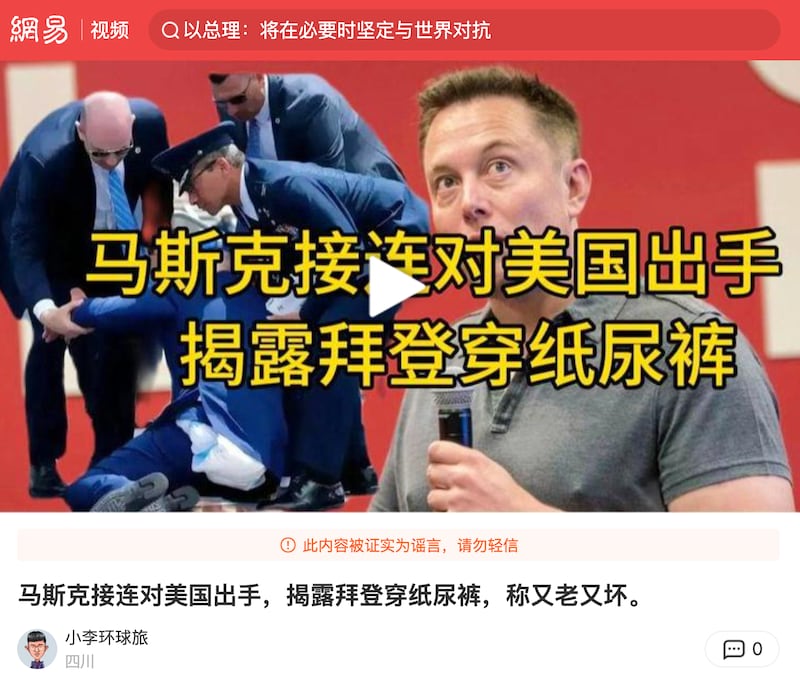 網易
视频
以总理：将在必要时坚定与世界对抗
马斯克接连对美国出手
揭露拜登穿纸尿裤
此内容被证实为谣言，请勿轻信
马斯克接连对美国出手，揭露拜登穿纸尿裤，称又老又坏。
小李环球旅
四川
0